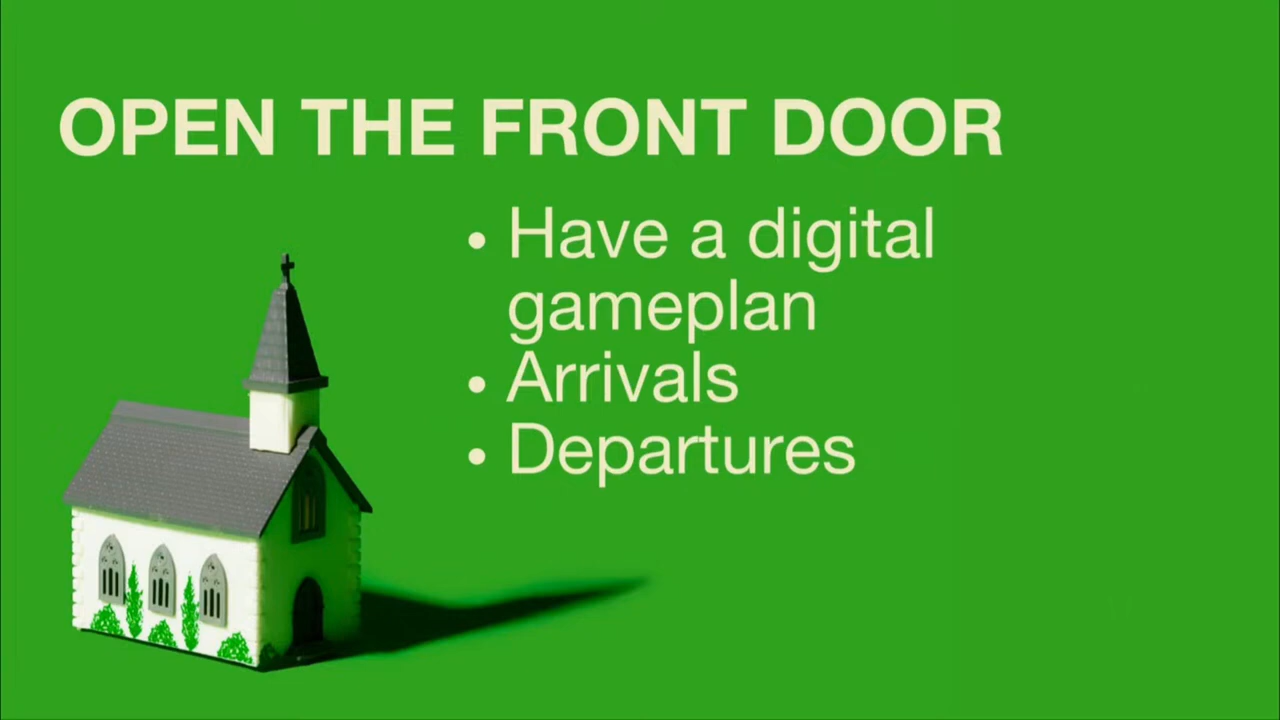 OPEN THE FRONT DOOR
• Have a digital
gameplan
• Arrivals
• Departures